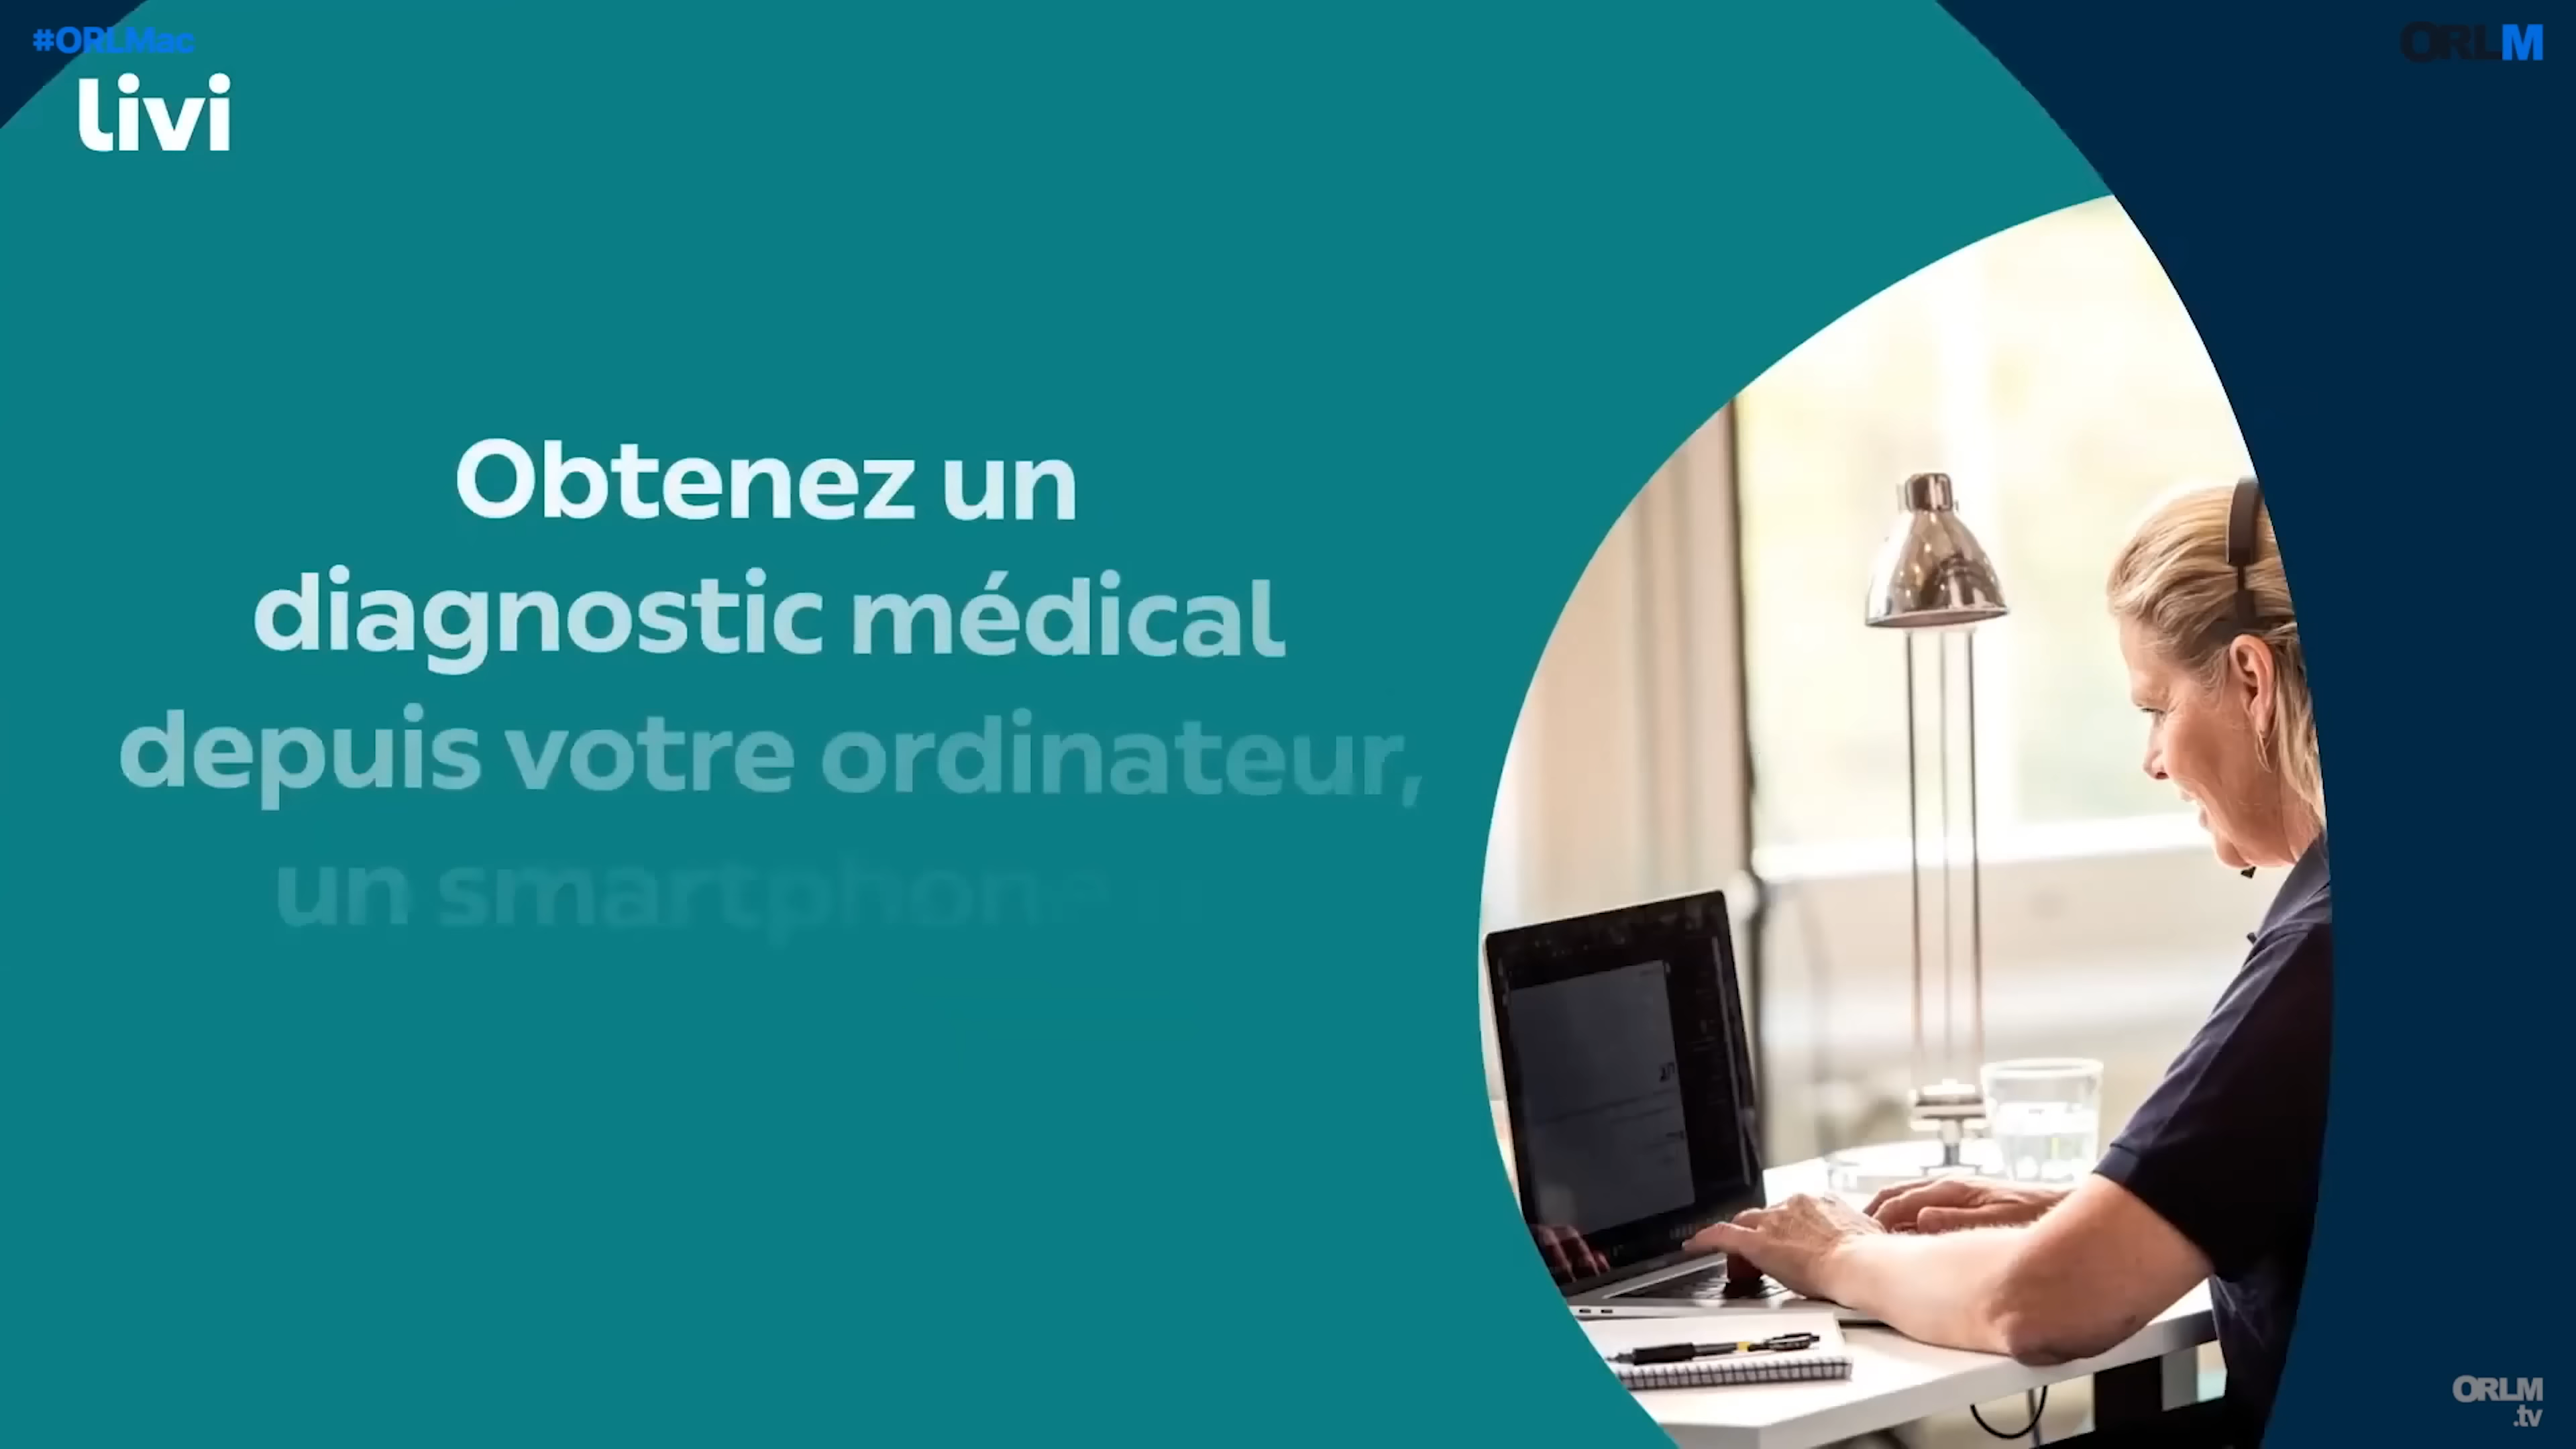 #ORLMac
ORLM
livi
Obtenez un
diagnostic médical
depuis votre ordinateur,
un smartphone
ORLM
.tv